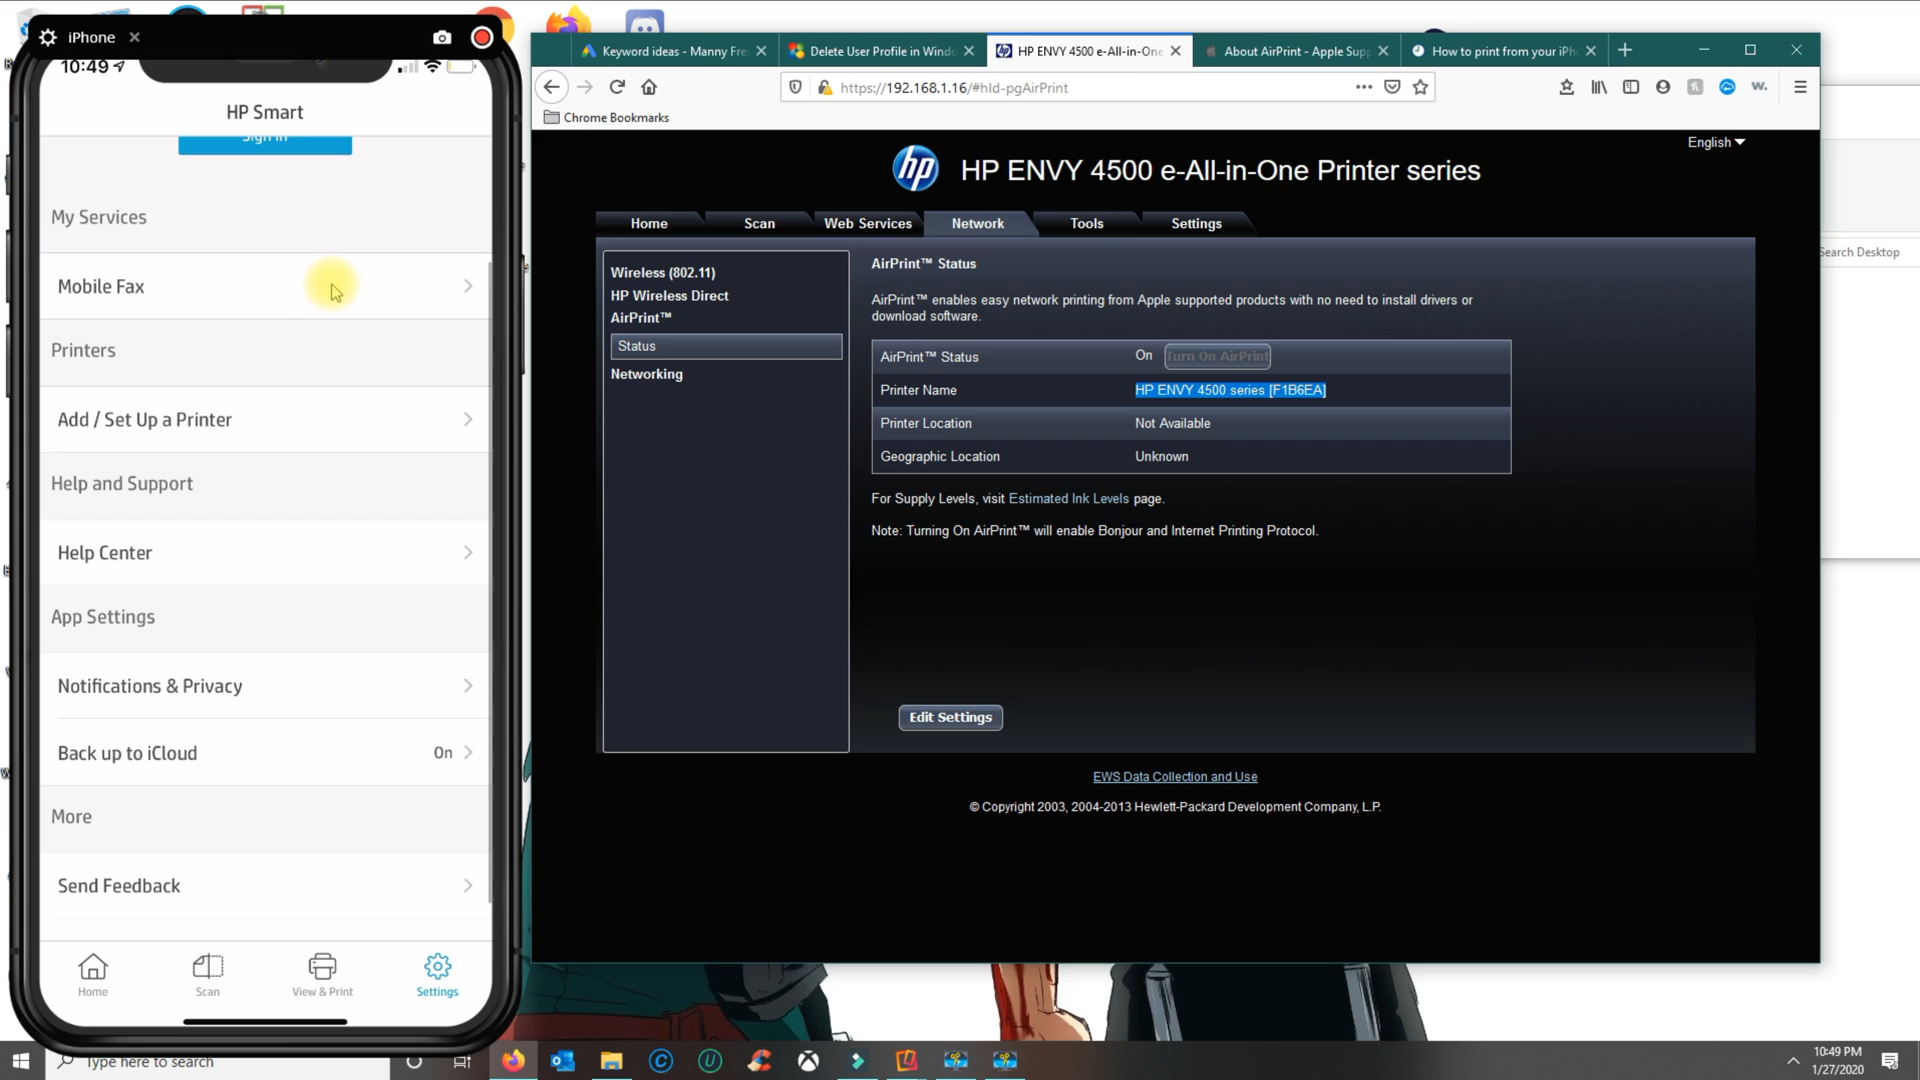 iPhone
10:49
HP Smart
Sign In
My Services
Mobile Fax
Printers
Add / Set Up a Printer
Help and Support
Help Center
App Settings
Notifications & Privacy
Back up to iCloud On
More
Send Feedback
Home Scan View & Print Settings
Keyword ideas - Manny Fre
Delete User Profile in Windo
HP ENVY 4500 e-All-in-One
About AirPrint - Apple Supp
How to print from your iPh
https://192.168.1.16/#hId-pgAirPrint
Chrome Bookmarks
English
hp
HP ENVY 4500 e-All-in-One Printer series
Home Scan Web Services Network Tools Settings
Wireless (802.11)
HP Wireless Direct
AirPrint™
Status
Networking
AirPrint™ Status
AirPrint™ enables easy network printing from Apple supported products with no need to install drivers or
download software.
AirPrint™ Status On Turn On AirPrint
Printer Name HP ENVY 4500 series [F1B6EA]
Printer Location Not Available
Geographic Location Unknown
For Supply Levels, visit Estimated Ink Levels page.
Note: Turning On AirPrint™ will enable Bonjour and Internet Printing Protocol.
Edit Settings
EWS Data Collection and Use
© Copyright 2003, 2004-2013 Hewlett-Packard Development Company, L.P.
Search Desktop
Type here to search
10:49 PM
1/27/2020